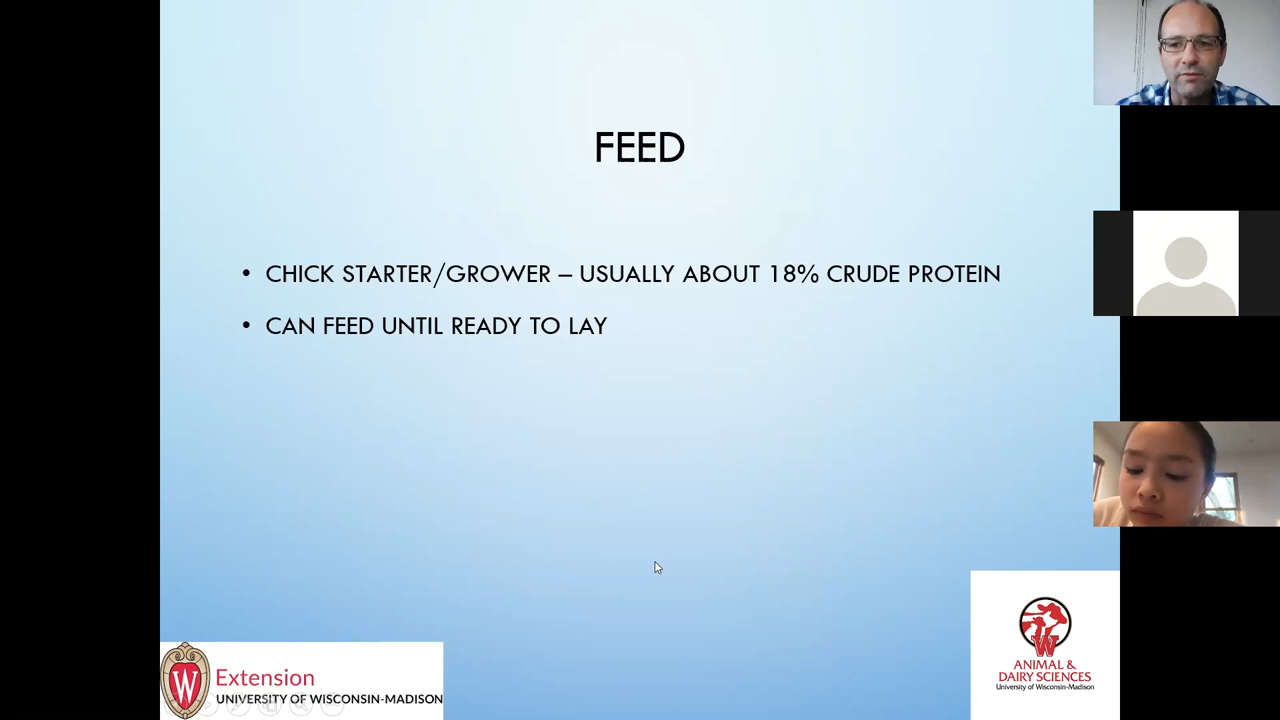 FEED
• CHICK STARTER/GROWER – USUALLY ABOUT 18% CRUDE PROTEIN
• CAN FEED UNTIL READY TO LAY
W
Extension
UNIVERSITY OF WISCONSIN-MADISON
W
ANIMAL &
DAIRY SCIENCES
University of Wisconsin-Madison